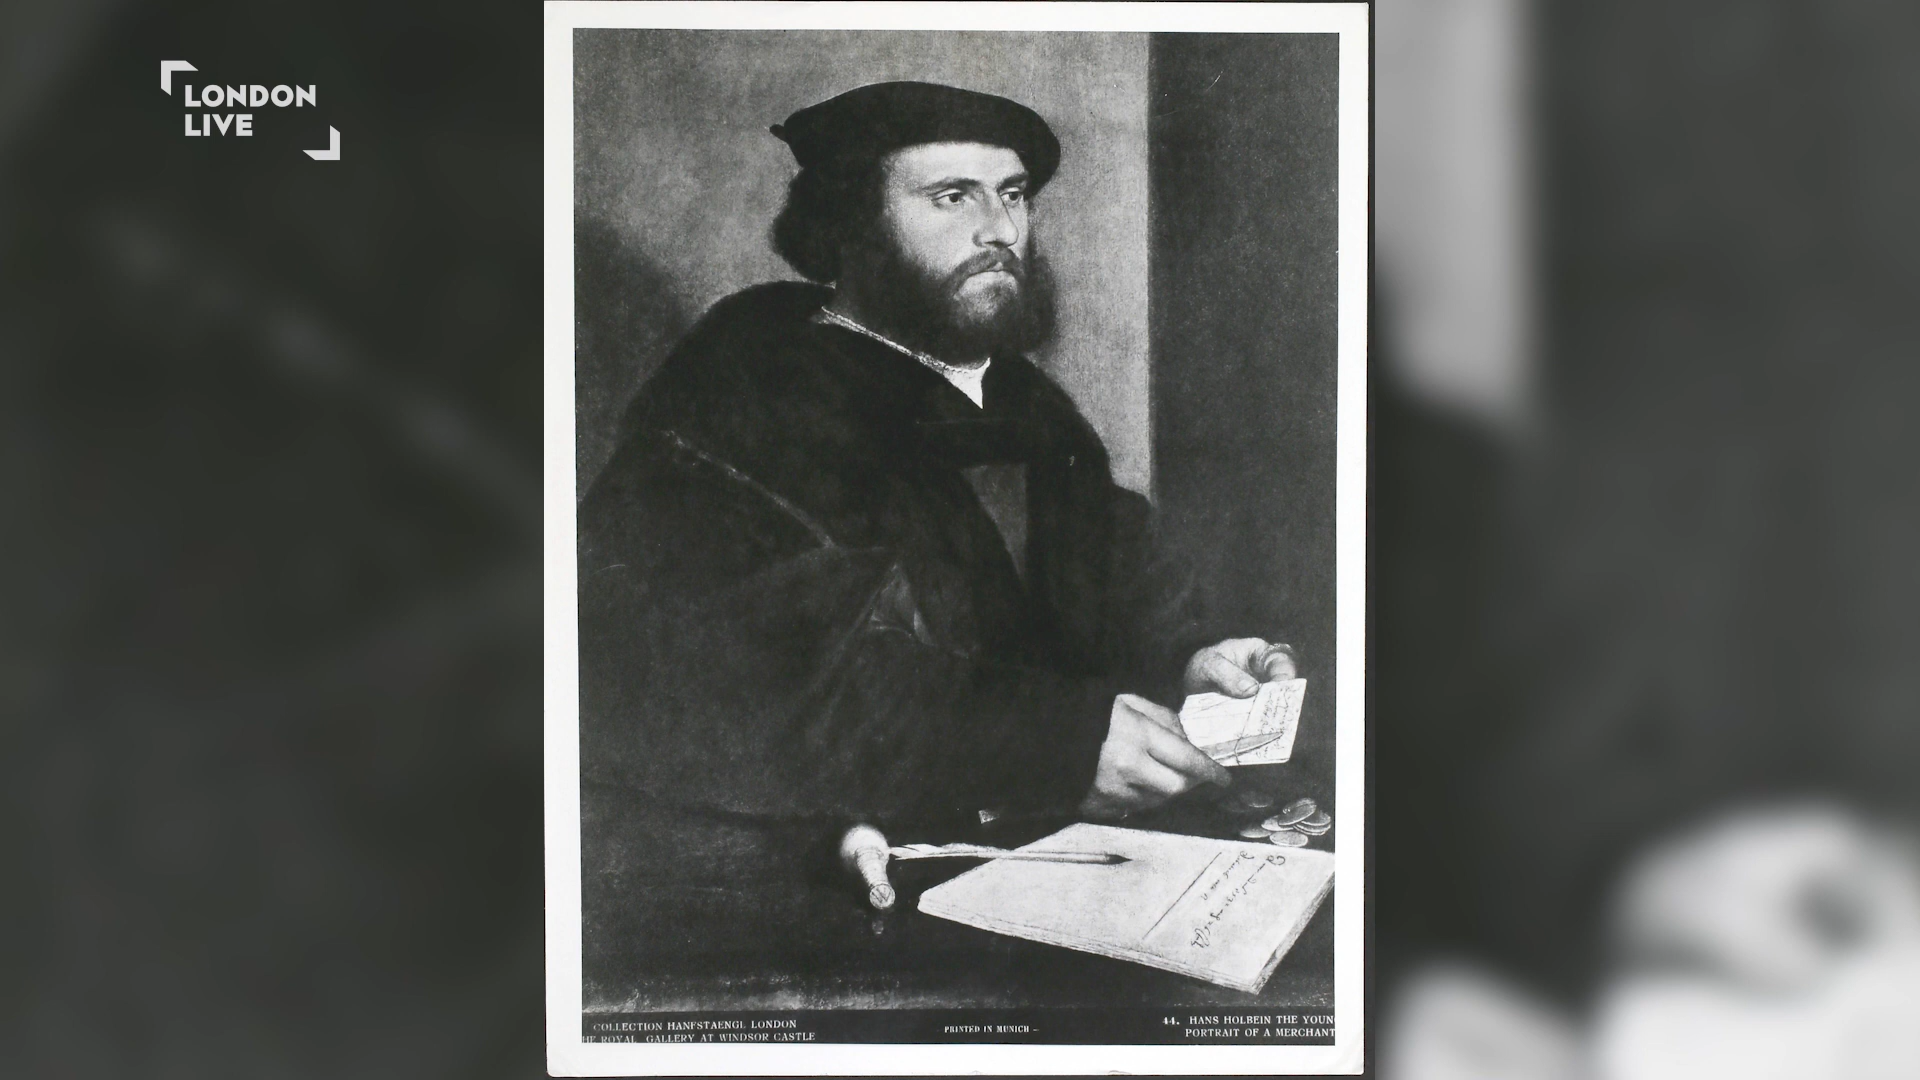 LONDON
LIVE
COLLECTION HANFSTAENGL LONDON
HE ROYAL GALLERY AT WINDSOR CASTLE
PRINTED IN MUNICH –
44. HANS HOLBEIN THE YOUN
PORTRAIT OF A MERCHANT